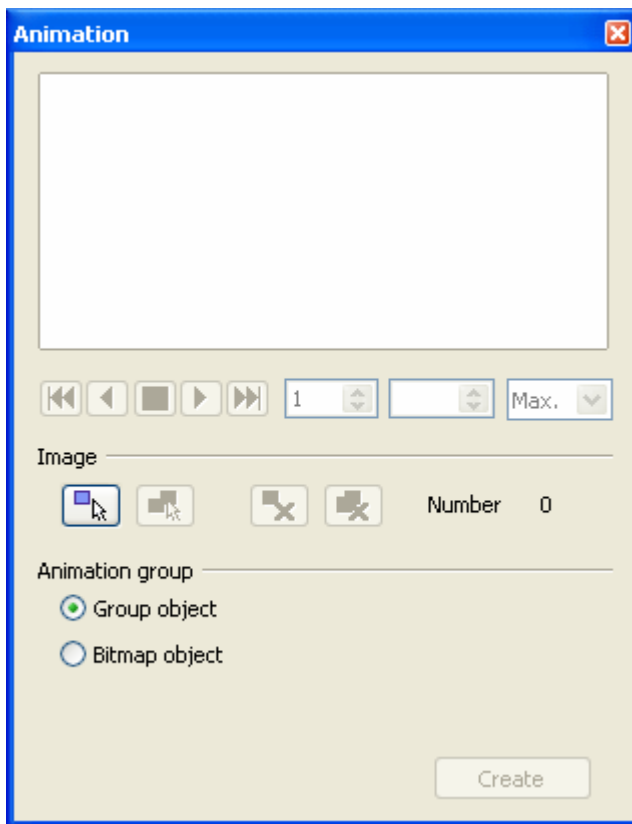 Animation
1 Max.
Image
Number 0
Animation group
Group object
Bitmap object
Create